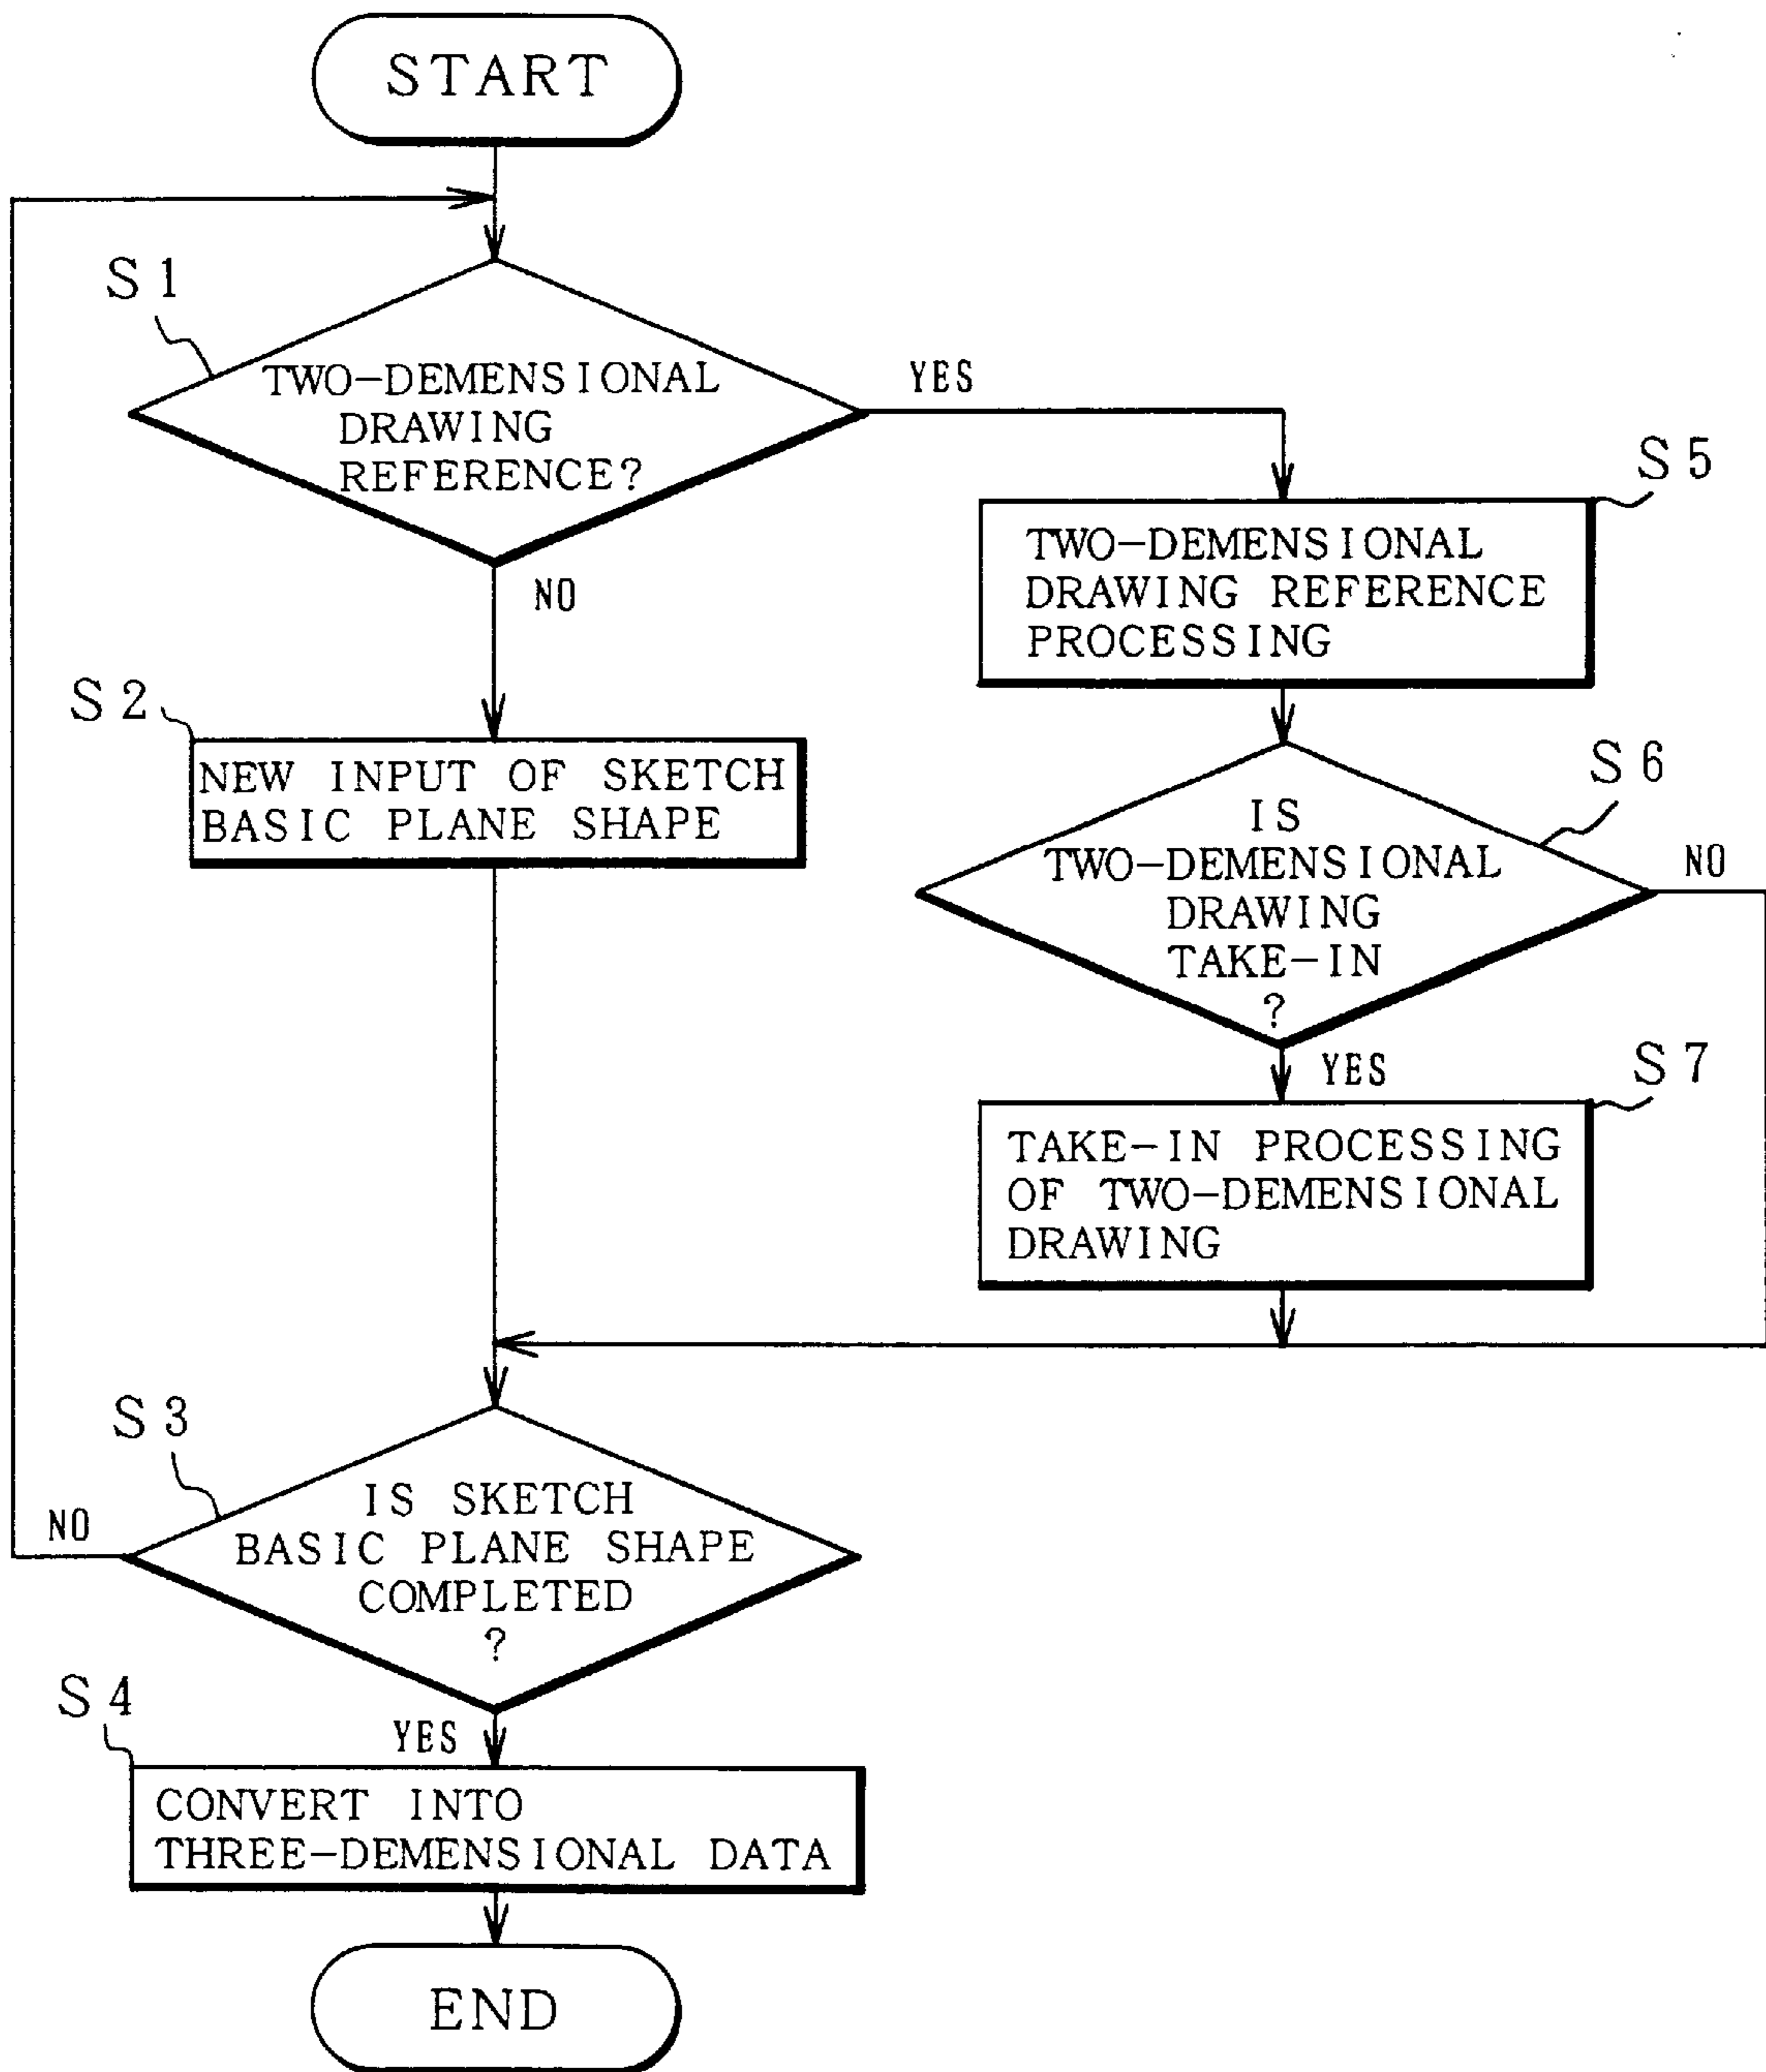 START
S1
TWO-DEMENSIONAL
DRAWING
REFERENCE?
YES
NO
S2
NEW INPUT OF SKETCH
BASIC PLANE SHAPE
S5
TWO-DEMENSIONAL
DRAWING REFERENCE
PROCESSING
S6
IS
TWO-DEMENSIONAL
DRAWING
TAKE-IN
?
NO
YES
S7
TAKE-IN PROCESSING
OF TWO-DEMENSIONAL
DRAWING
S3
IS SKETCH
BASIC PLANE SHAPE
COMPLETED
?
NO
YES
S4
CONVERT INTO
THREE-DEMENSIONAL DATA
END